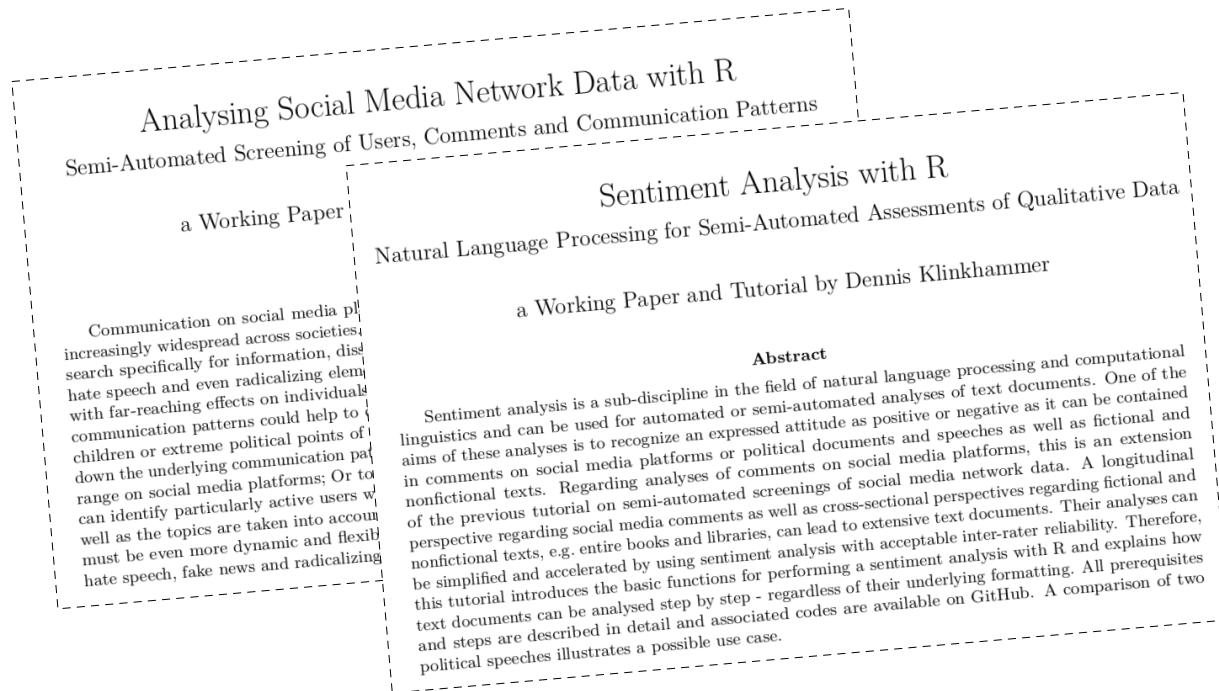 Analysing Social Media Network Data with R
Semi-Automated Screening of Users, Comments and Communication Patterns
a Working Paper
Communication on social media
increasingly widespread across societies
search specifically for information,
hate speech and even radicalizing
with far-reaching effects on individuals
communication patterns could help to
children or extreme political points of
down the underlying communication
range on social media platforms; Or to
can identify particularly active users
well as the topics are taken into
must be even more dynamic and
hate speech, fake news and radicalizing
Sentiment Analysis with R
Natural Language Processing for Semi-Automated Assessments of Qualitative Data
a Working Paper and Tutorial by Dennis Klinkhammer
Abstract
Sentiment analysis is a sub-discipline in the field of natural language processing and computational
linguistics and can be used for automated or semi-automated analyses of text documents. One of the
aims of these analyses is to recognize an expressed attitude as positive or negative as it can be contained
in comments on social media platforms or political documents and speeches as well as fictional and
nonfictional texts. Regarding analyses of comments on social media platforms, this is an extension
of the previous tutorial on semi-automated screenings of social media network data. A longitudinal
perspective regarding social media comments as well as cross-sectional perspectives regarding fictional and
nonfictional texts, e.g. entire books and libraries, can lead to extensive text documents. Their analyses can
be simplified and accelerated by using sentiment analysis with acceptable inter-rater reliability. Therefore,
this tutorial introduces the basic functions for performing a sentiment analysis with R and explains how
text documents can be analysed step by step - regardless of their underlying formatting. All prerequisites
and steps are described in detail and associated codes are available on GitHub. A comparison of two
political speeches illustrates a possible use case.